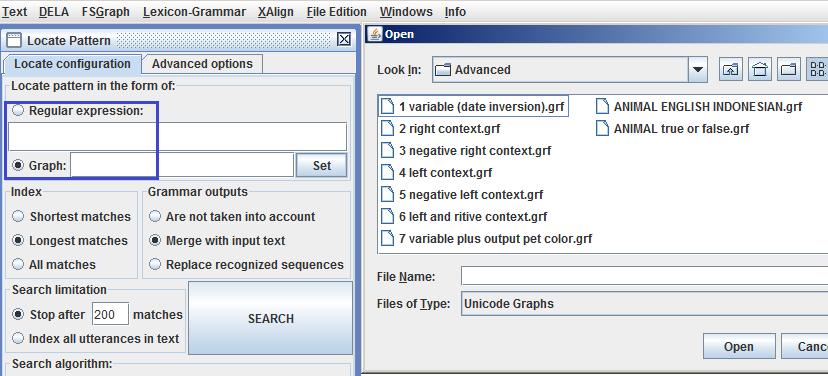 Text DELA FSGraph Lexicon-Grammar XAlign File Edition Windows Info
Locate Pattern
Locate configuration Advanced options
Locate pattern in the form of:
Regular expression:
Graph: Set
Index
Shortest matches
Longest matches
All matches
Grammar outputs
Are not taken into account
Merge with input text
Replace recognized sequences
Search limitation
Stop after 200 matches
Index all utterances in text
SEARCH
Search algorithm:
Open
Look In: Advanced
1 variable (date inversion).grf
2 right context.grf
3 negative right context.grf
4 left context.grf
5 negative left context.grf
6 left and ritive context.grf
7 variable plus output pet color.grf
ANIMAL ENGLISH INDONESIAN.grf
ANIMAL true or false.grf
File Name:
Files of Type: Unicode Graphs
Open Canc